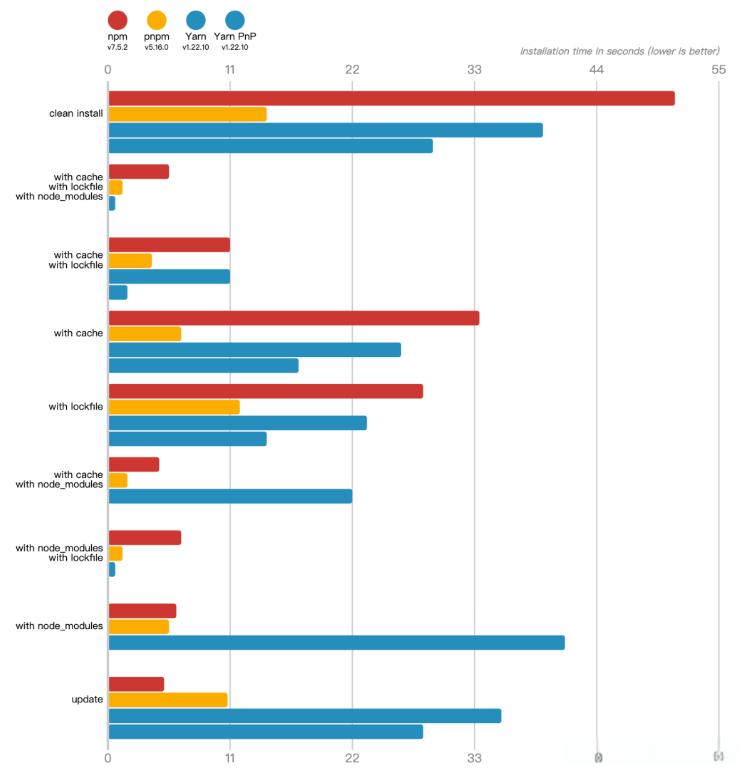 npm pnpm Yarn Yarn PnP
v7.5.2 v5.16.0 v1.22.10 v1.22.10
installation time in seconds (lower is better)
0 11 22 33 44 55
clean install
with cache
with lockfile
with node_modules
with cache
with lockfile
with cache
with lockfile
with cache
with node_modules
with node_modules
with lockfile
with node_modules
update
0 11 22 33